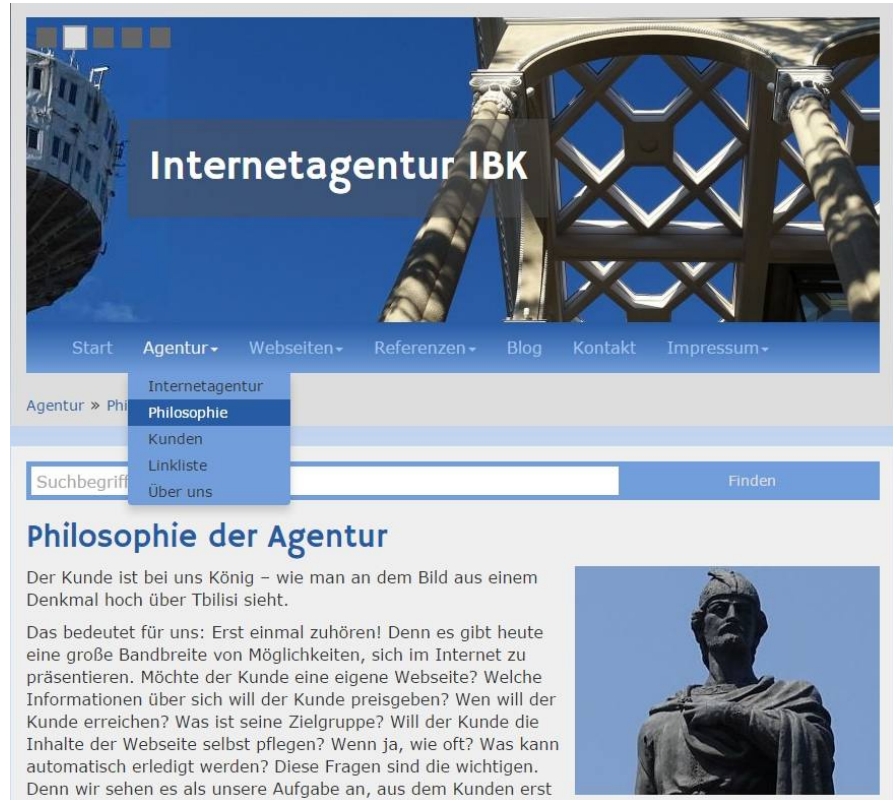 Internetagentur IBK
Start Agentur Webseiten Referenzen Blog Kontakt Impressum
Internetagentur
Agentur » Phi
Philosophie
Kunden
Linkliste
Über uns
Suchbegriff
Finden
Philosophie der Agentur
Der Kunde ist bei uns König – wie man an dem Bild aus einem
Denkmal hoch über Tbilisi sieht.
Das bedeutet für uns: Erst einmal zuhören! Denn es gibt heute
eine große Bandbreite von Möglichkeiten, sich im Internet zu
präsentieren. Möchte der Kunde eine eigene Webseite? Welche
Informationen über sich will der Kunde preisgeben? Wen will der
Kunde erreichen? Was ist seine Zielgruppe? Will der Kunde die
Inhalte der Webseite selbst pflegen? Wenn ja, wie oft? Was kann
automatisch erledigt werden? Diese Fragen sind die wichtigen.
Denn wir sehen es als unsere Aufgabe an, aus dem Kunden erst